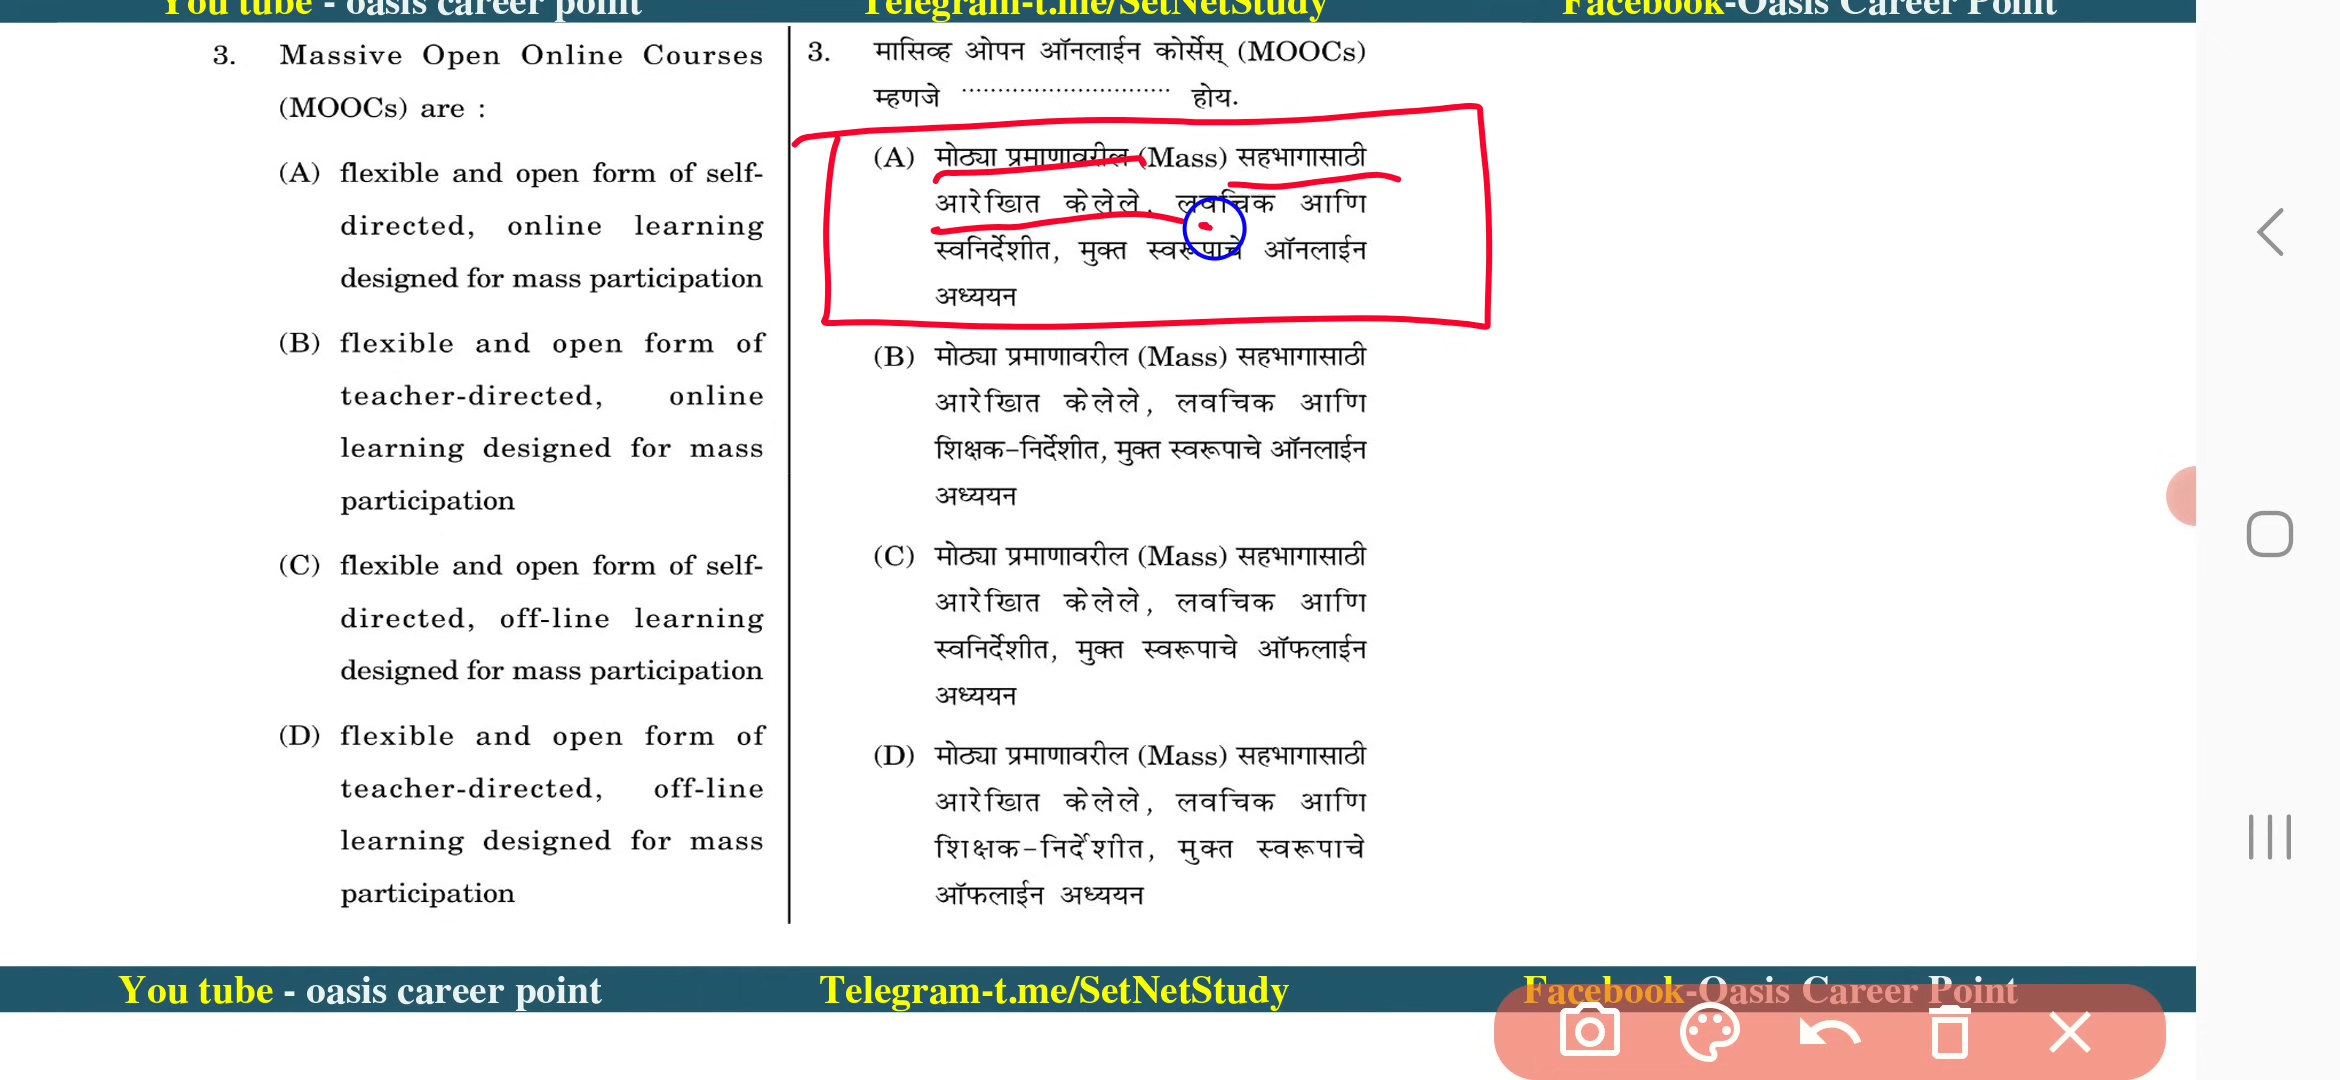 You tube - oasis career point Telegram-t.me/SetNetStudy Facebook-Oasis Career Point
3. Massive Open Online Courses
(MOOCs) are :
(A) flexible and open form of self-
directed, online learning
designed for mass participation
(B) flexible and open form of
teacher-directed, online
learning designed for mass
participation
(C) flexible and open form of self-
directed, off-line learning
designed for mass participation
(D) flexible and open form of
teacher-directed, off-line
learning designed for mass
participation
3. मासिव्ह ओपन ऑनलाईन कोर्सेस् (MOOCs)
म्हणजे ............................. होय.
(A) मोठ्या प्रमाणावरील (Mass) सहभागासाठी
आरेखित केलेले, लवचिक आणि
स्वनिर्देशीत, मुक्त स्वरूपाचे ऑनलाईन
अध्ययन
(B) मोठ्या प्रमाणावरील (Mass) सहभागासाठी
आरेखित केलेले, लवचिक आणि
शिक्षक-निर्देशीत, मुक्त स्वरूपाचे ऑनलाईन
अध्ययन
(C) मोठ्या प्रमाणावरील (Mass) सहभागासाठी
आरेखित केलेले, लवचिक आणि
स्वनिर्देशीत, मुक्त स्वरूपाचे ऑफलाईन
अध्ययन
(D) मोठ्या प्रमाणावरील (Mass) सहभागासाठी
आरेखित केलेले, लवचिक आणि
शिक्षक-निर्देशीत, मुक्त स्वरूपाचे
ऑफलाईन अध्ययन
You tube - oasis career point Telegram-t.me/SetNetStudy Facebook-Oasis Career Point